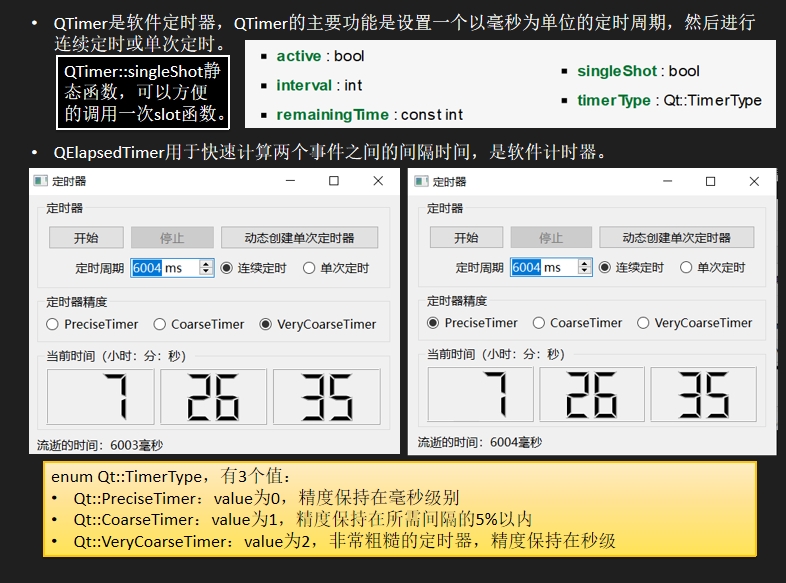 • QTimer是软件定时器，QTimer的主要功能是设置一个以毫秒为单位的定时周期，然后进行
连续定时或单次定时。
QTimer::singleShot静
态函数，可以方便
的调用一次slot函数。
▪ active : bool
▪ interval : int
▪ remainingTime : const int
▪ singleShot : bool
▪ timerType : Qt::TimerType
• QElapsedTimer用于快速计算两个事件之间的间隔时间，是软件计时器。
定时器
定时器
开始 停止 动态创建单次定时器
定时周期 6004 ms 连续定时 单次定时
定时器精度
PreciseTimer CoarseTimer VeryCoarseTimer
当前时间（小时：分：秒）
7 26 35
流逝的时间：6003毫秒
定时器
定时器
开始 停止 动态创建单次定时器
定时周期 6004 ms 连续定时 单次定时
定时器精度
PreciseTimer CoarseTimer VeryCoarseTimer
当前时间（小时：分：秒）
7 26 35
流逝的时间：6004毫秒
enum Qt::TimerType，有3个值：
• Qt::PreciseTimer：value为0，精度保持在毫秒级别
• Qt::CoarseTimer：value为1，精度保持在所需间隔的5%以内
• Qt::VeryCoarseTimer：value为2，非常粗糙的定时器，精度保持在秒级